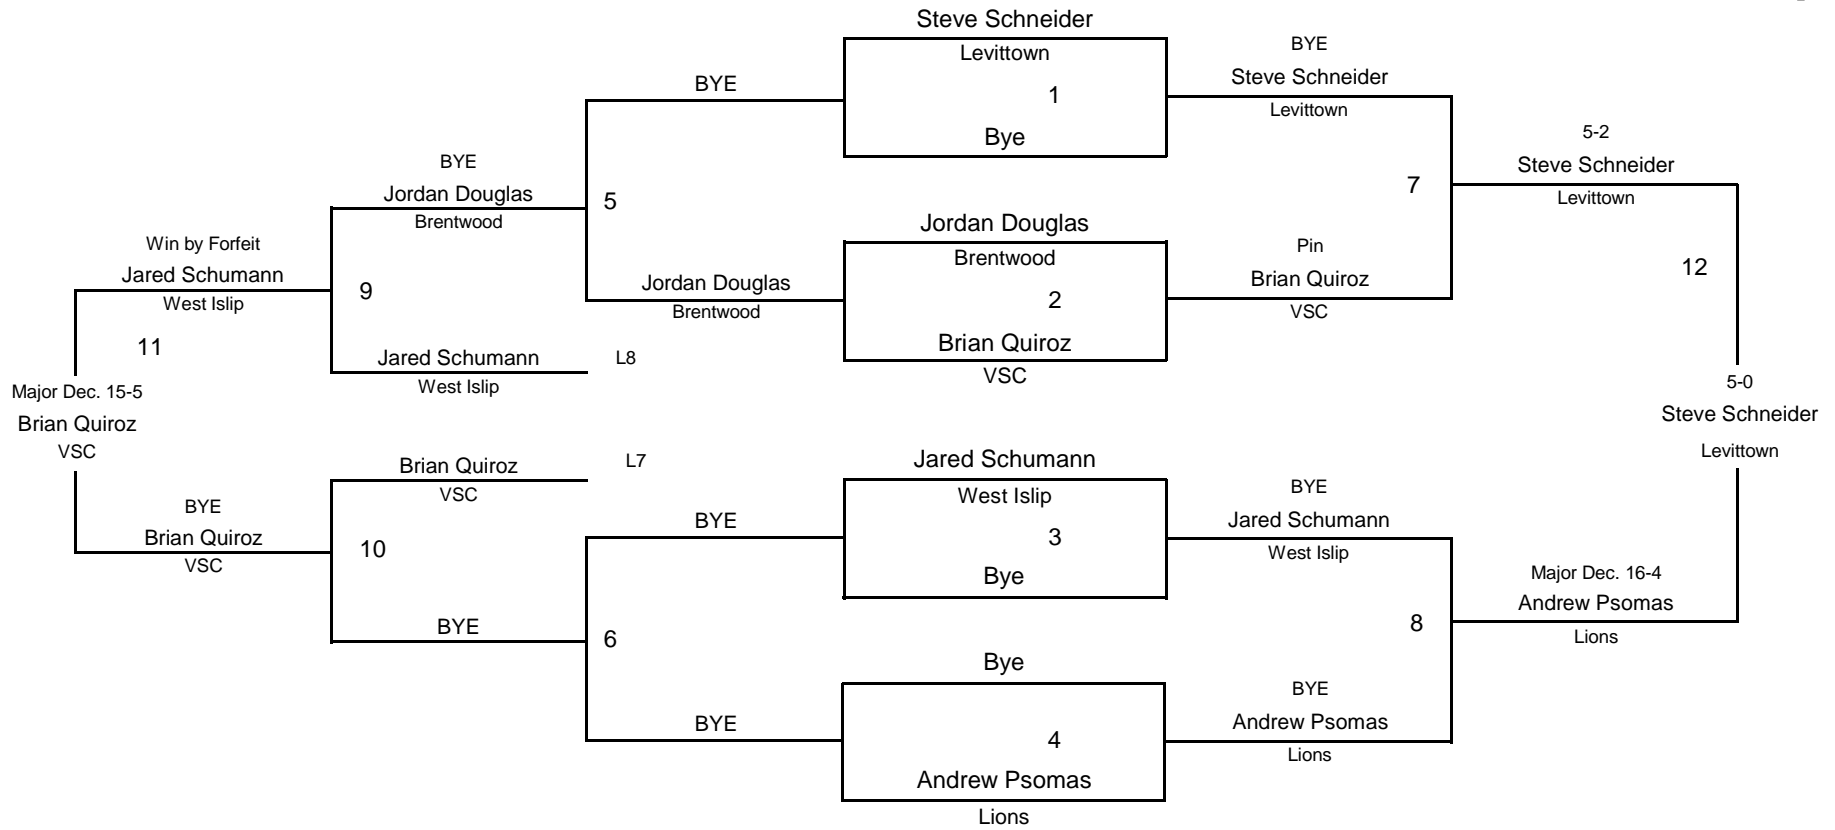 Steve Schneider
Levittown
BYE
BYE
Steve Schneider
1
Levittown
Bye
5-2
BYE
Steve Schneider
Jordan Douglas
5
7
Levittown
Brentwood
Jordan Douglas
Win by Forfeit
Pin
Brentwood
Jared Schumann
12
9
Jordan Douglas
Brian Quiroz
West Islip
2
Brentwood
VSC
11
Brian Quiroz
Jared Schumann
L8
VSC
West Islip
Major Dec. 15-5
5-0
Brian Quiroz
Steve Schneider
VSC
Levittown
Brian Quiroz
L7
Jared Schumann
VSC
West Islip
BYE
BYE
BYE
Jared Schumann
Brian Quiroz
10
3
West Islip
VSC
Bye
Major Dec. 16-4
Andrew Psomas
BYE
6
8
Lions
Bye
BYE
BYE
Andrew Psomas
4
Lions
Andrew Psomas
Lions